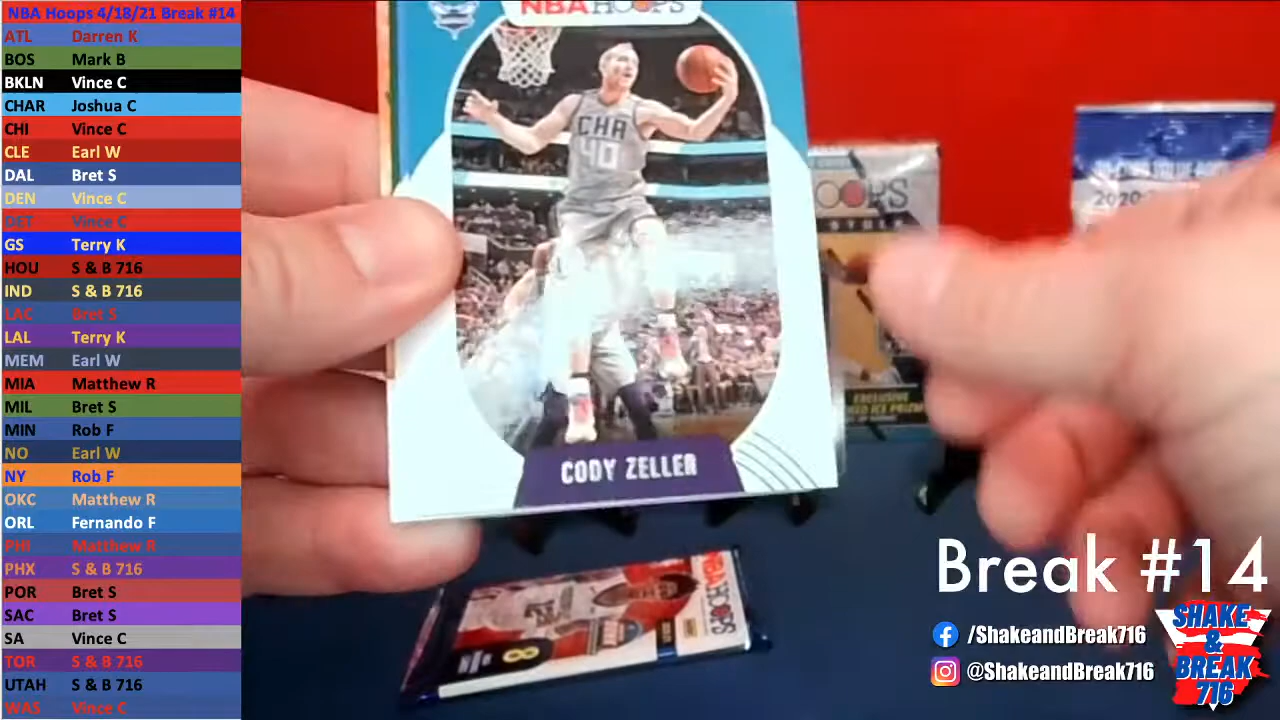 NBA Hoops 4/18/21 Break #14
ATL Darren K
BOS Mark B
BKLN Vince C
CHAR Joshua C
CHI Vince C
CLE Earl W
DAL Bret S
DEN Vince C
DET Vince C
GS Terry K
HOU S & B 716
IND S & B 716
LAC Bret S
LAL Terry K
MEM Earl W
MIA Matthew R
MIL Bret S
MIN Rob F
NO Earl W
NY Rob F
OKC Matthew R
ORL Fernando F
PHI Matthew R
PHX S & B 716
POR Bret S
SAC Bret S
SA Vince C
TOR S & B 716
UTAH S & B 716
WAS Vince C
NBA HOOPS
CHA
40
CODY ZELLER
EXCLUSIVE
NBA HOOPS
8
Break #14
/ShakeandBreak716
@ShakeandBreak716
SHAKE
&
BREAK
716